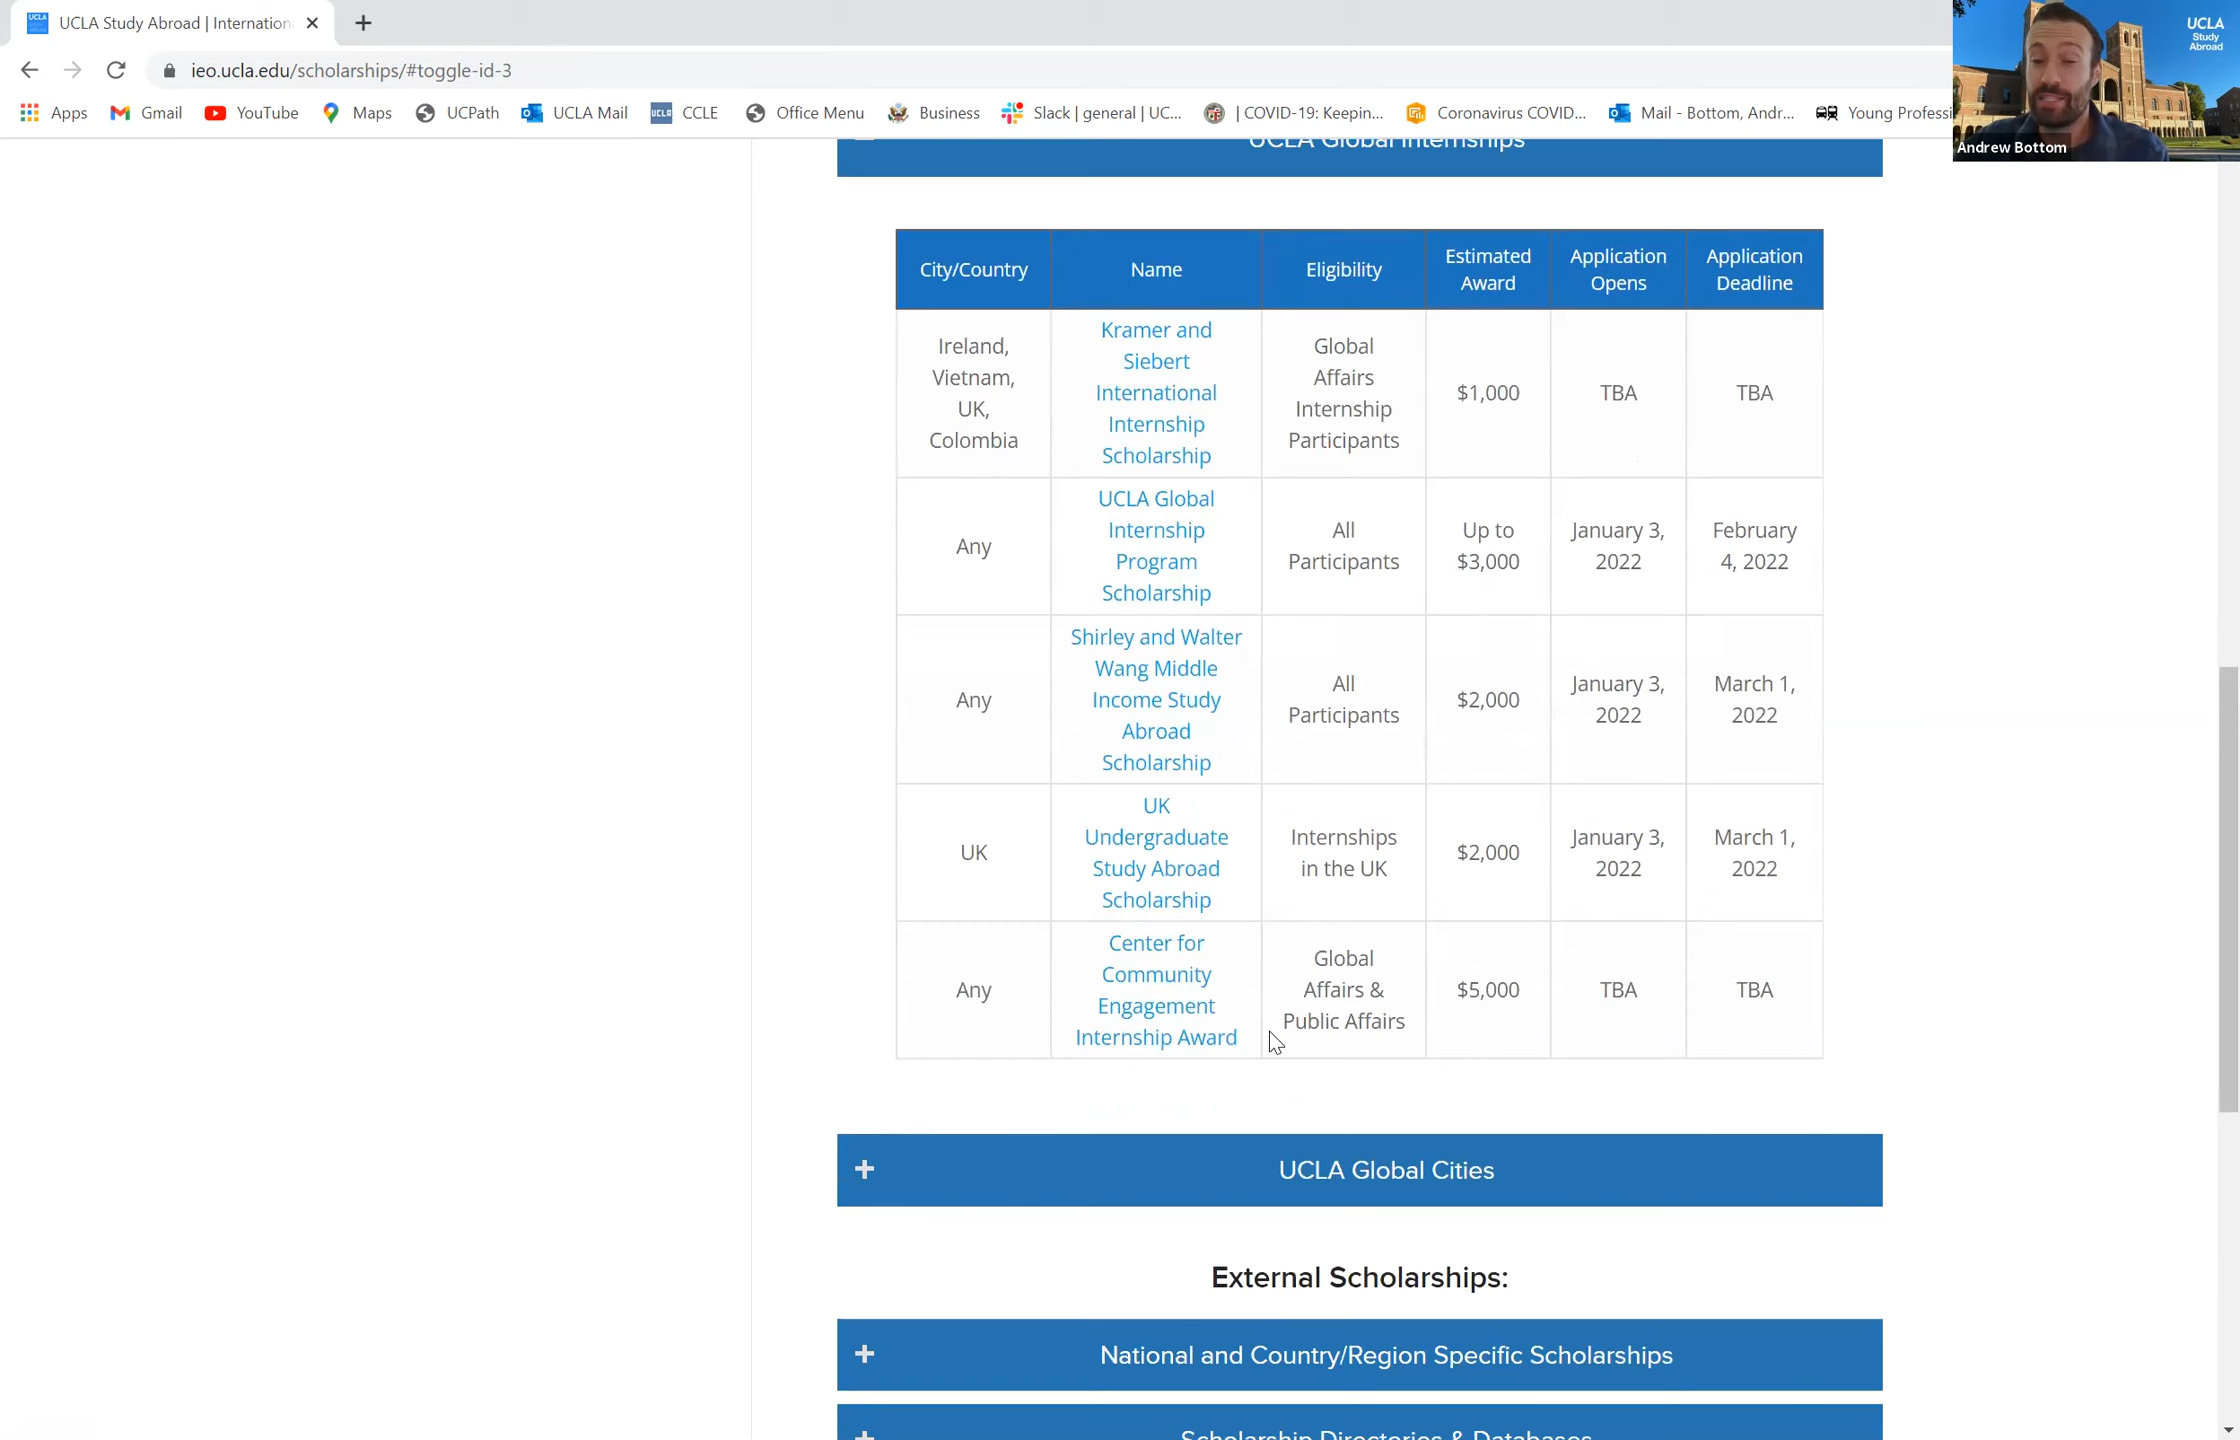 UCLA Study Abroad | Internation
ieo.ucla.edu/scholarships/#toggle-id-3
Apps
Gmail
YouTube
Maps
UCPath
UCLA Mail
UCLA
CCLE
Office Menu
Business
Slack | general | UC...
| COVID-19: Keepin...
Coronavirus COVID...
Mail - Bottom, Andr...
Young Professi
UCLA
Study
Abroad
Andrew Bottom
UCLA Global Internships
City/Country
Name
Eligibility
Estimated
Award
Application
Opens
Application
Deadline
Ireland,
Vietnam,
UK,
Colombia
Kramer and
Siebert
International
Internship
Scholarship
Global
Affairs
Internship
Participants
$1,000
TBA
TBA
Any
UCLA Global
Internship
Program
Scholarship
All
Participants
Up to
$3,000
January 3,
2022
February
4, 2022
Any
Shirley and Walter
Wang Middle
Income Study
Abroad
Scholarship
All
Participants
$2,000
January 3,
2022
March 1,
2022
UK
UK
Undergraduate
Study Abroad
Scholarship
Internships
in the UK
$2,000
January 3,
2022
March 1,
2022
Any
Center for
Community
Engagement
Internship Award
Global
Affairs &
Public Affairs
$5,000
TBA
TBA
+ UCLA Global Cities
External Scholarships:
+ National and Country/Region Specific Scholarships
+ Scholarship Directories & Databases